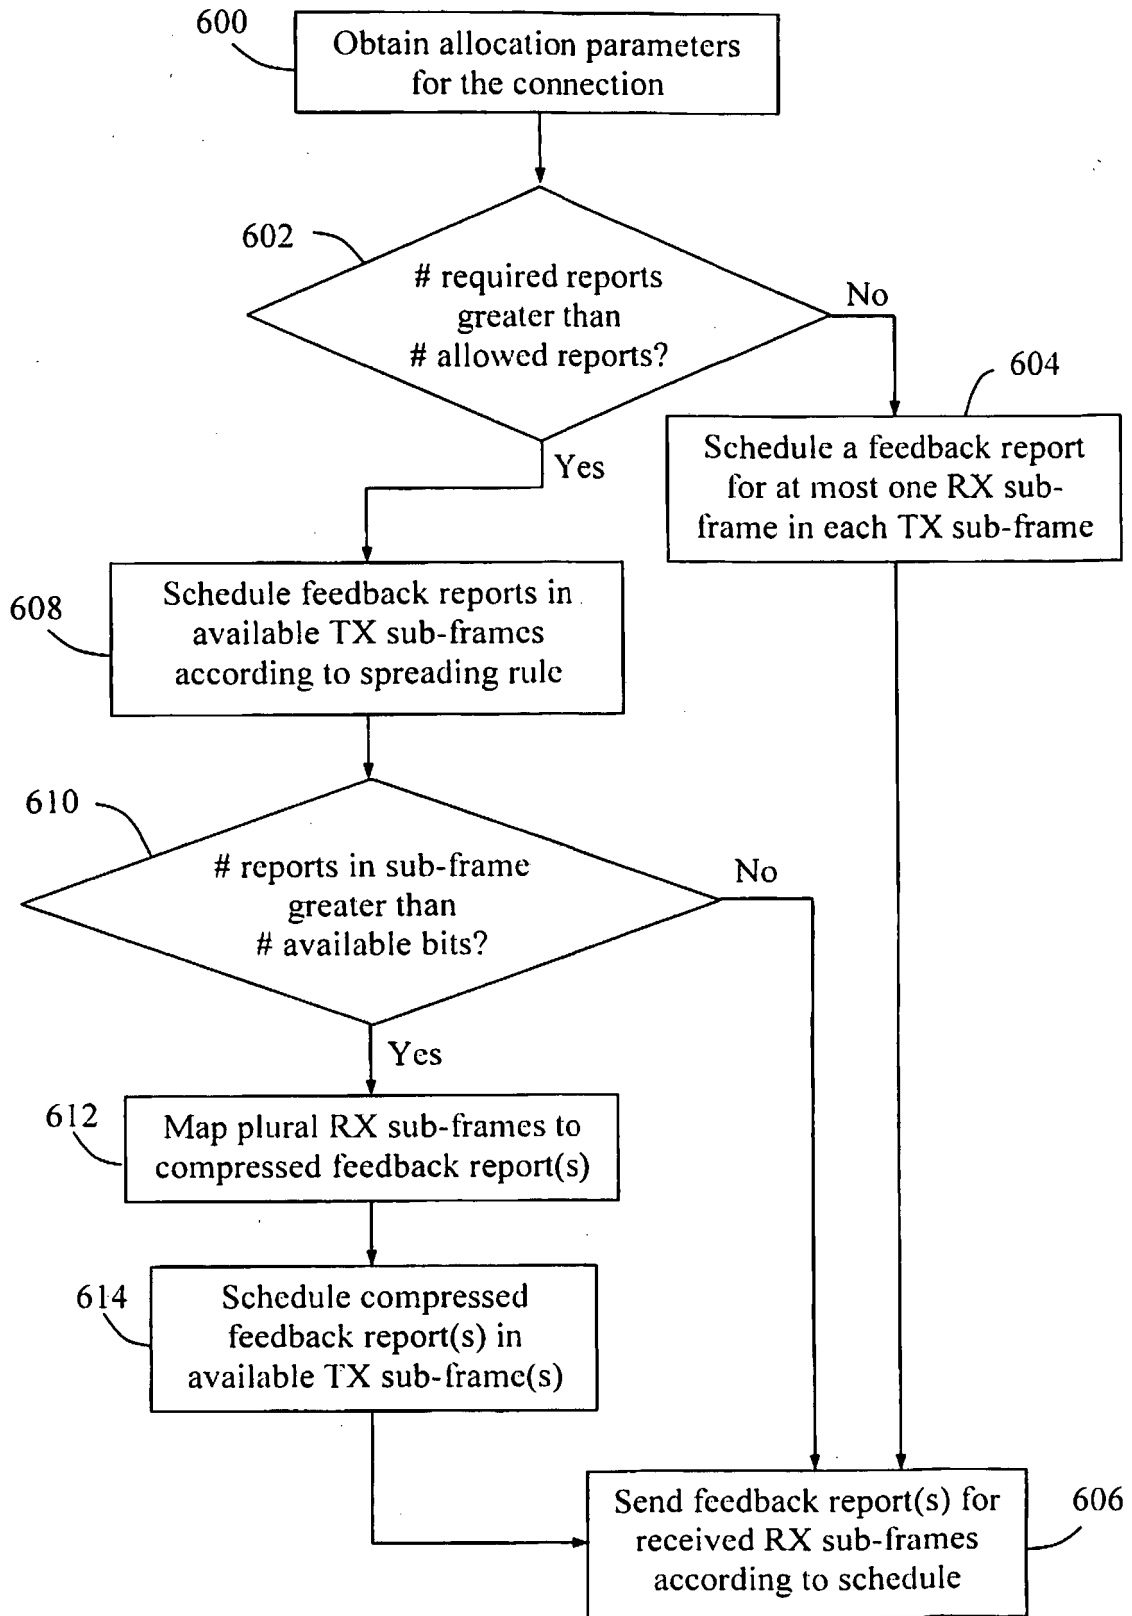 600
Obtain allocation parameters
for the connection
602
# required reports
greater than
# allowed reports?
No
604
Yes
Schedule a feedback report
for at most one RX sub-
frame in each TX sub-frame
608
Schedule feedback reports in
available TX sub-frames
according to spreading rule
610
# reports in sub-frame
greater than
# available bits?
No
Yes
612
Map plural RX sub-frames to
compressed feedback report(s)
614
Schedule compressed
feedback report(s) in
available TX sub-frame(s)
Send feedback report(s) for
received RX sub-frames
according to schedule
606